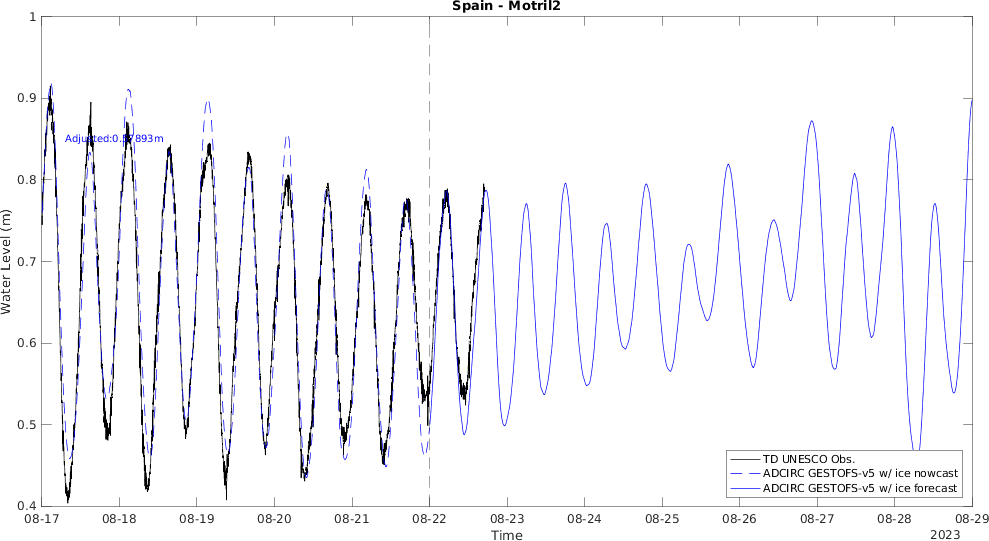 Spain - Motril2
1
0.9
0.8
0.7
0.6
0.5
0.4
Water Level (m)
TD UNESCO Obs.
ADCIRC GESTOFS-v5 w/ ice nowcast
ADCIRC GESTOFS-v5 w/ ice forecast
08-17 08-18 08-19 08-20 08-21 08-22 08-23 08-24 08-25 08-26 08-27 08-28 08-29
Time
2023